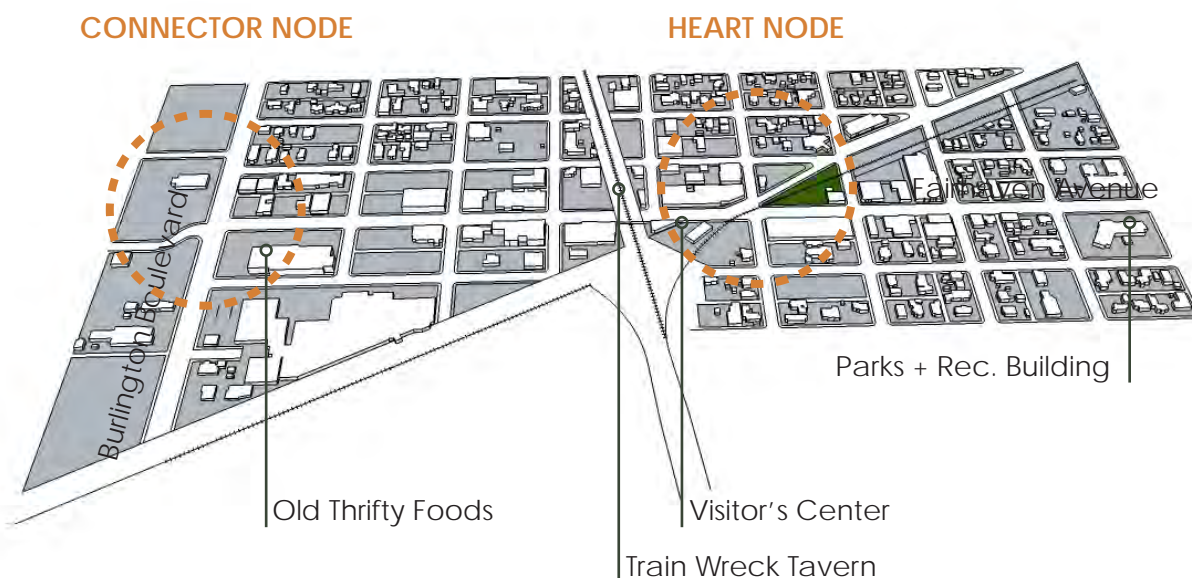 CONNECTOR NODE
HEART NODE
Fairhaven Avenue
Burlington Boulevard
Parks + Rec. Building
Old Thrifty Foods
Visitor's Center
Train Wreck Tavern